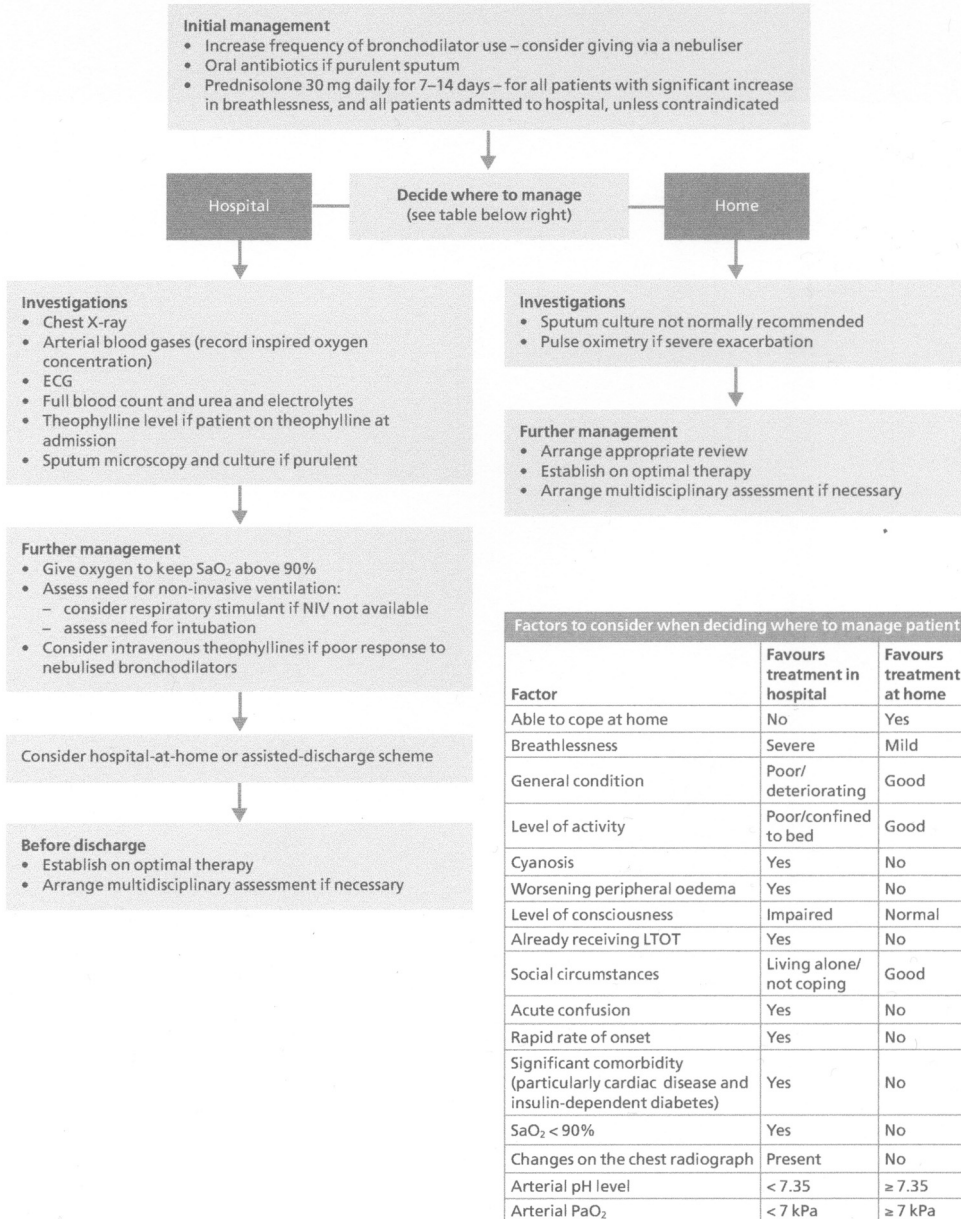 Initial management
• Increase frequency of bronchodilator use – consider giving via a nebuliser
• Oral antibiotics if purulent sputum
• Prednisolone 30 mg daily for 7–14 days – for all patients with significant increase
in breathlessness, and all patients admitted to hospital, unless contraindicated
Hospital
Decide where to manage
(see table below right)
Home
Investigations
• Chest X-ray
• Arterial blood gases (record inspired oxygen
concentration)
• ECG
• Full blood count and urea and electrolytes
• Theophylline level if patient on theophylline at
admission
• Sputum microscopy and culture if purulent
Further management
• Give oxygen to keep SaO₂ above 90%
• Assess need for non-invasive ventilation:
– consider respiratory stimulant if NIV not available
– assess need for intubation
• Consider intravenous theophyllines if poor response to
nebulised bronchodilators
Consider hospital-at-home or assisted-discharge scheme
Before discharge
• Establish on optimal therapy
• Arrange multidisciplinary assessment if necessary
Investigations
• Sputum culture not normally recommended
• Pulse oximetry if severe exacerbation
Further management
• Arrange appropriate review
• Establish on optimal therapy
• Arrange multidisciplinary assessment if necessary
Factors to consider when deciding where to manage patient
Factor
Favours
treatment in
hospital
Favours
treatment
at home
Able to cope at home No Yes
Breathlessness Severe Mild
General condition Poor/
deteriorating Good
Level of activity Poor/confined
to bed Good
Cyanosis Yes No
Worsening peripheral oedema Yes No
Level of consciousness Impaired Normal
Already receiving LTOT Yes No
Social circumstances Living alone/
not coping Good
Acute confusion Yes No
Rapid rate of onset Yes No
Significant comorbidity
(particularly cardiac disease and
insulin-dependent diabetes) Yes No
SaO₂ < 90% Yes No
Changes on the chest radiograph Present No
Arterial pH level < 7.35 ≥ 7.35
Arterial PaO₂ < 7 kPa ≥ 7 kPa